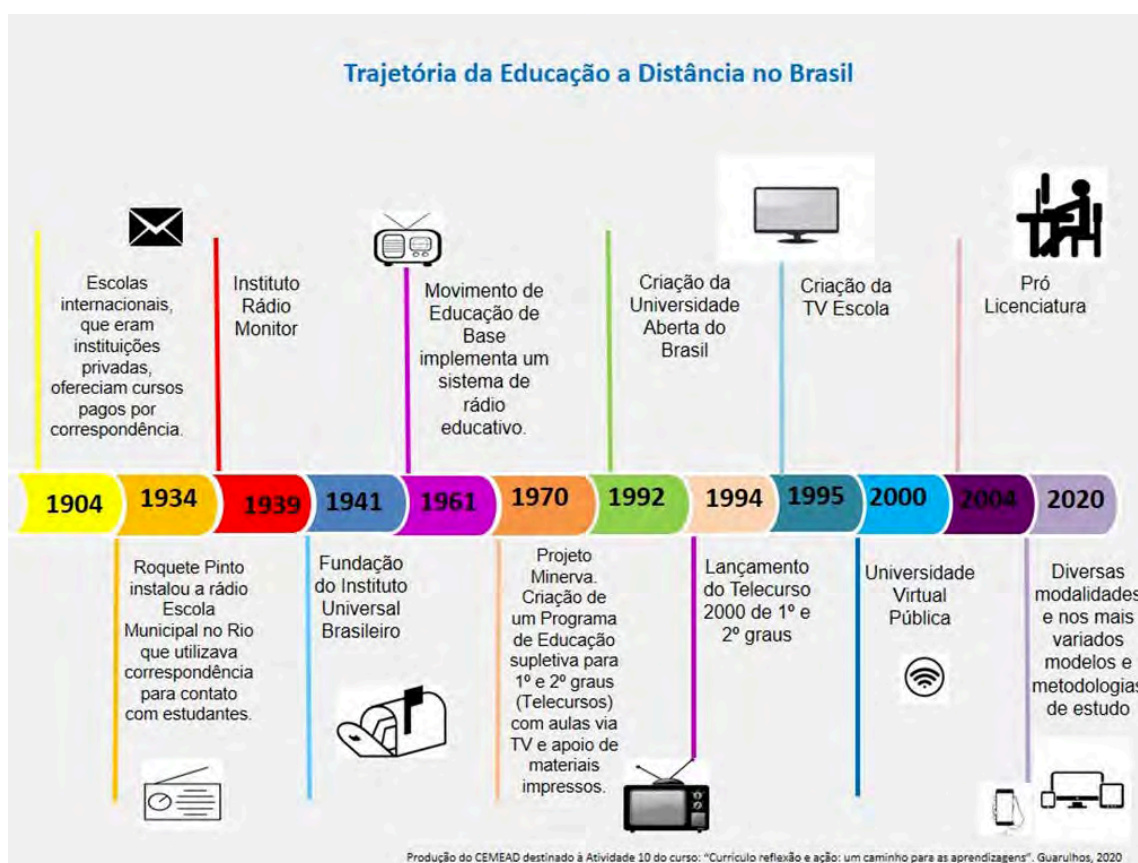 Trajetória da Educação a Distância no Brasil
Escolas
internacionais,
que eram
instituições
privadas,
ofereciam cursos
pagos por
correspondência.
Instituto
Rádio
Monitor
Movimento de
Educação de
Base
implementa um
sistema de
rádio
educativo.
Criação da
Universidade
Aberta do
Brasil
Criação da
TV Escola
Pró
Licenciatura
1904
1934
1939
1941
1961
1970
1992
1994
1995
2000
2004
2020
Roquete Pinto
instalou a rádio
Escola
Municipal no Rio
que utilizava
correspondência
para contato
com estudantes.
Fundação
do Instituto
Universal
Brasileiro
Projeto
Minerva.
Criação de
um Programa
de Educação
supletiva para
1º e 2º graus
(Telecursos)
com aulas via
TV e apoio de
materiais
impressos.
Lançamento
do Telecurso
2000 de 1º e
2º graus
Universidade
Virtual
Pública
Diversas
modalidades
e nos mais
variados
modelos e
metodologias
de estudo
Produção do CEMEAD destinado à Atividade 10 do curso: "Currículo reflexão e ação: um caminho para as aprendizagens". Guarulhos, 2020